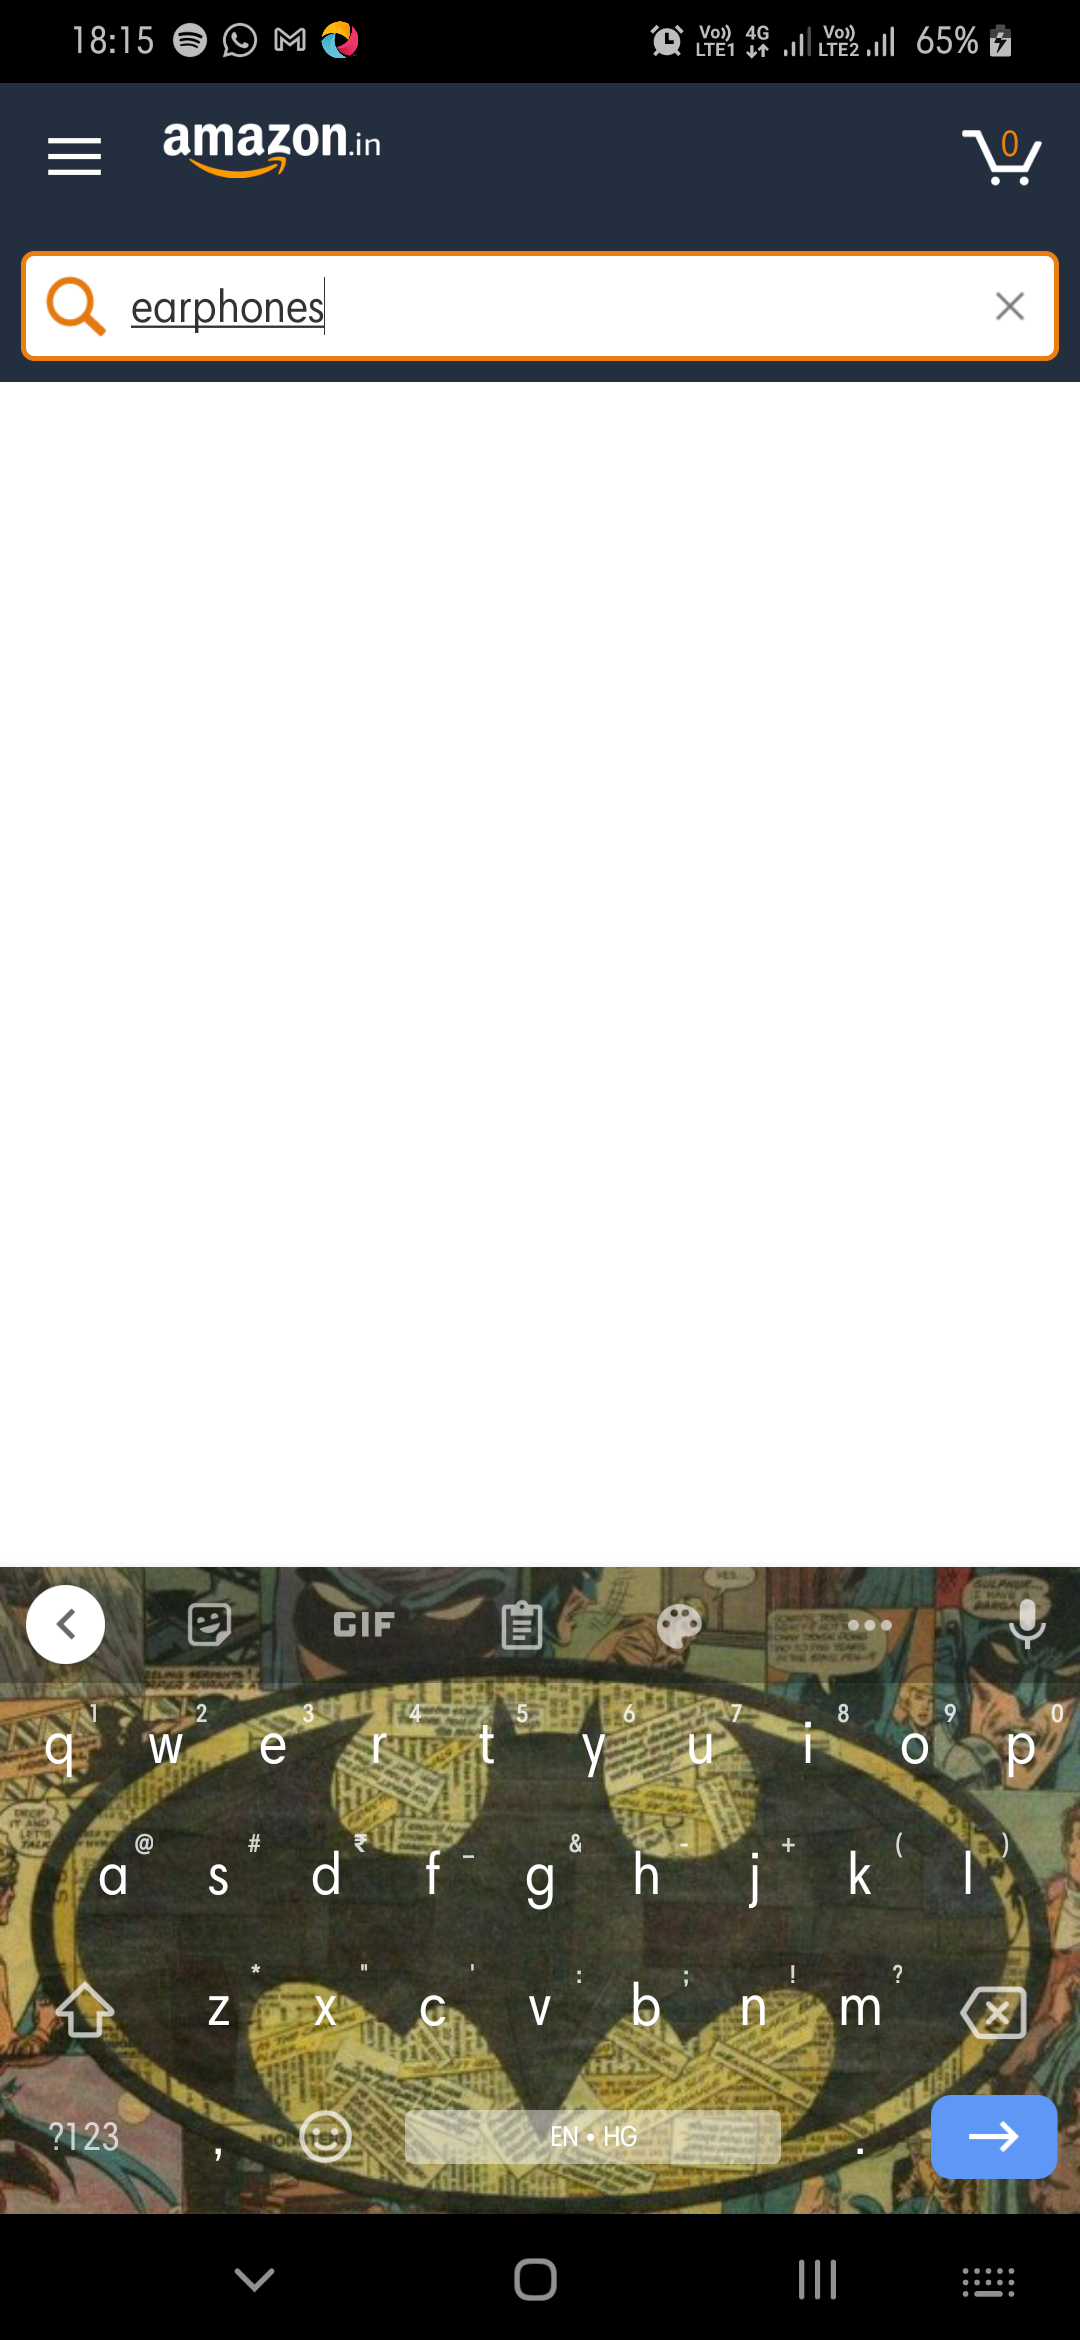 18:15 Vo)) LTE1 4G Vo)) LTE2 65%
amazon.in
0
earphones
GIF
1 2 3 4 5 6 7 8 9 0
q w e r t y u i o p
@ # ₹ _ & - + ( )
a s d f g h j k l
* " ' : ; ! ?
z x c v b n m
?123 , EN • HG .